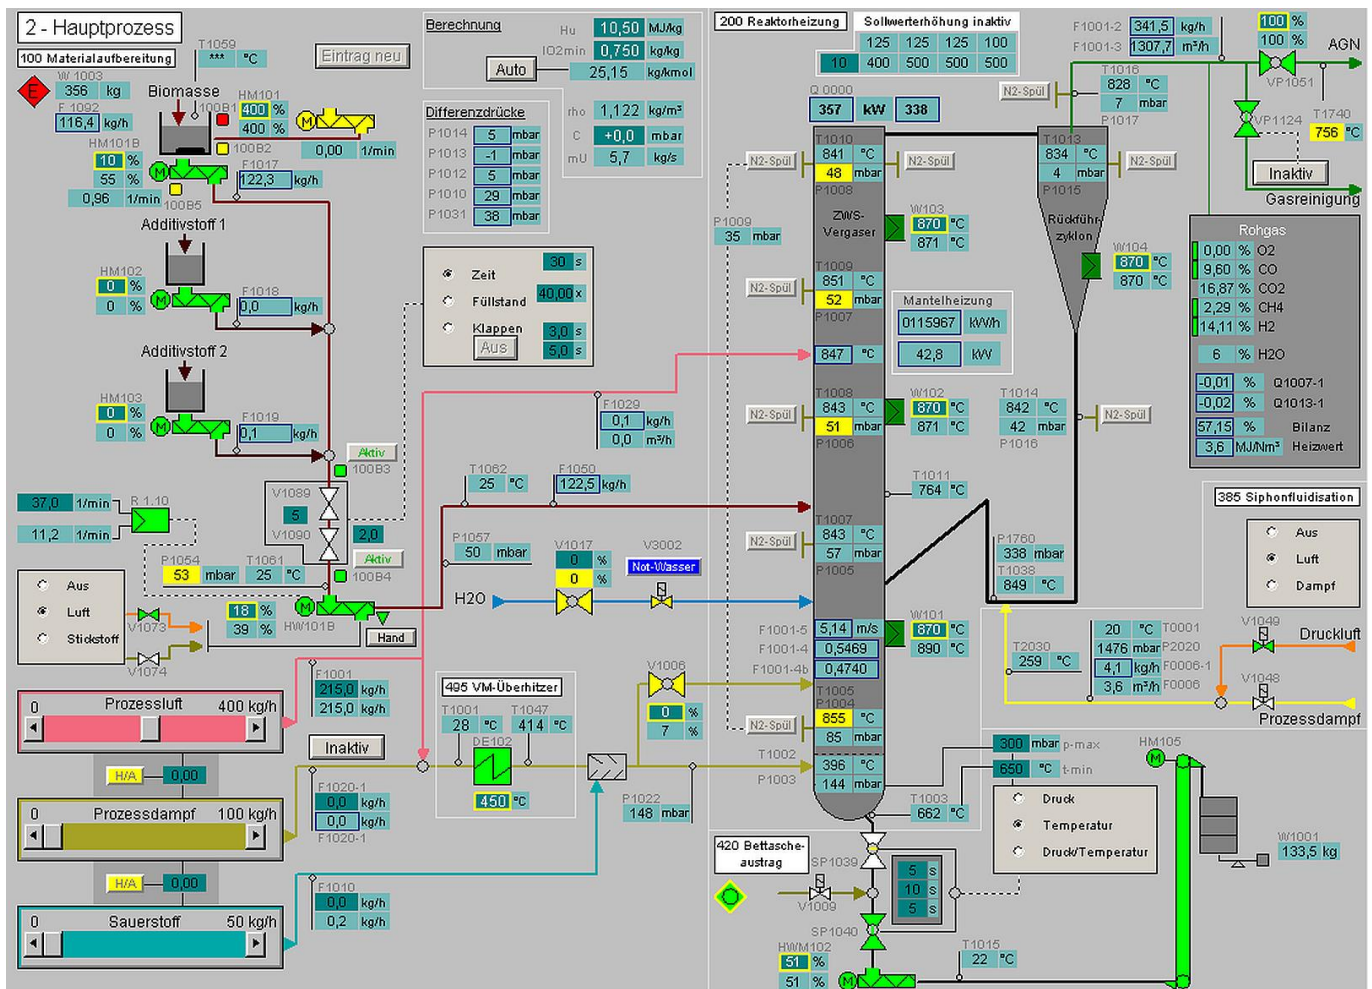 2 - Hauptprozess
100 Materialaufbereitung
T1059
*** °C
Eintrag neu
W 1003
356 kg
F 1092
116,4 kg/h
Biomasse
100B1
HM101
400 %
400 %
M
0,00 1/min
100B2
HM101B
10 %
55 %
0,96 1/min
M
F1017
122,3 kg/h
100B5
Additivstoff 1
HM102
0 %
0 %
M
F1018
0,0 kg/h
Additivstoff 2
HM103
0 %
0 %
M
F1019
0,1 kg/h
Aktiv
100B3
V1089
5
V1090
2,0
Aktiv
100B4
37,0 1/min
11,2 1/min
R 1.10
P1054
53 mbar
T1061
25 °C
Aus
Luft
Stickstoff
V1073
V1074
18 %
39 %
M
HW101B
Hand
F1001
215,0 kg/h
215,0 kg/h
0 Prozessluft 400 kg/h
H/A 0,00
Inaktiv
0 Prozessdampf 100 kg/h
F1020-1
0,0 kg/h
0,0 kg/h
F1020-1
H/A 0,00
0 Sauerstoff 50 kg/h
F1010
0,0 kg/h
0,2 kg/h
Berechnung
Hu 10,50 MJ/kg
lO2min 0,750 kg/kg
Auto 25,15 kg/kmol
rho 1,122 kg/m³
C +0,0 mbar
mU 5,7 kg/s
Differenzdrücke
P1014 5 mbar
P1013 -1 mbar
P1012 5 mbar
P1010 29 mbar
P1031 38 mbar
Zeit 30 s
Füllstand 40,00 x
Klappen 3,0 s
Aus 5,0 s
F1029
0,1 kg/h
0,0 m³/h
T1062
25 °C
F1050
122,5 kg/h
P1057
50 mbar
V1017
0 %
0 %
V3002
Not-Wasser
H2O
495 VM-Überhitzer
T1001
28 °C
T1047
414 °C
DE102
450 °C
V1006
0 %
7 %
P1022
148 mbar
200 Reaktorheizung
Sollwerterhöhung inaktiv
125 125 125 100
10 400 500 500 500
Q 0000
357 kW 338
N2-Spül
T1010
841 °C
48 mbar
P1008
N2-Spül
P1009
35 mbar
ZWS-
Vergaser
W103
870 °C
871 °C
N2-Spül
T1009
851 °C
52 mbar
P1007
Mantelheizung
0115967 kW/h
42,8 kW
847 °C
N2-Spül
T1008
843 °C
51 mbar
P1006
W102
870 °C
871 °C
T1011
764 °C
N2-Spül
T1007
843 °C
57 mbar
P1005
F1001-5 5,14 m/s
F1001-4 0,5469
F1001-4b 0,4740
W101
870 °C
890 °C
T1005
P1004
N2-Spül
855 °C
85 mbar
T1002
396 °C
P1003
144 mbar
T1003
662 °C
F1001-2 341,5 kg/h
F1001-3 1307,7 m³/h
T1016
828 °C
7 mbar
P1017
N2-Spül
T1013
834 °C
4 mbar
P1015
N2-Spül
Rückführ-
zyklon
W104
870 °C
870 °C
T1014
842 °C
42 mbar
P1016
N2-Spül
P1760
338 mbar
T1038
849 °C
100 %
100 %
AGN
VP1051
VP1124
T1740
756 °C
Inaktiv
Gasreinigung
Rohgas
0,00 % O2
9,60 % CO
16,87 % CO2
2,29 % CH4
14,11 % H2
6 % H2O
-0,01 % Q1007-1
-0,02 % Q1013-1
57,15 % Bilanz
3,6 MJ/Nm³ Heizwert
385 Siphonfluidisation
Aus
Luft
Dampf
T2030
259 °C
20 °C T0001
1476 mbar P2020
4,1 kg/h F0006-1
3,6 m³/h F0006
V1049
Druckluft
V1048
Prozessdampf
300 mbar p-max
650 °C t-min
Druck
Temperatur
Druck/Temperatur
HM105
M
W1001
133,5 kg
420 Bettasche-
austrag
SP1039
V1009
SP1040
5 s
10 s
5 s
HWM102
51 %
51 %
M
T1015
22 °C